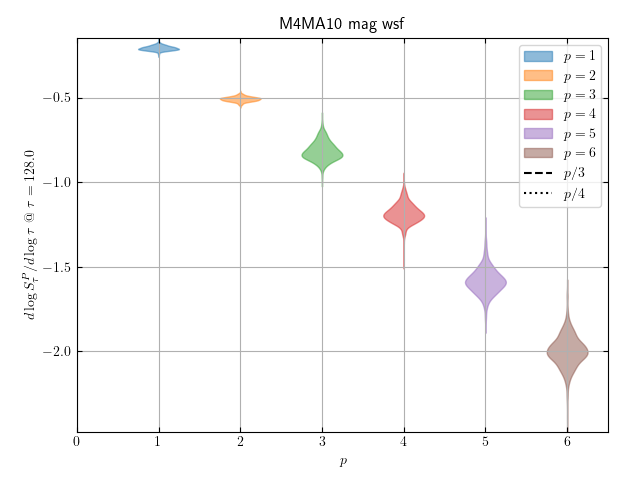 M4MA10 mag wsf
d log S_τ^P / d log τ @ τ = 128.0
−0.5
−1.0
−1.5
−2.0
0 1 2 3 4 5 6
p
p = 1
p = 2
p = 3
p = 4
p = 5
p = 6
p/3
p/4